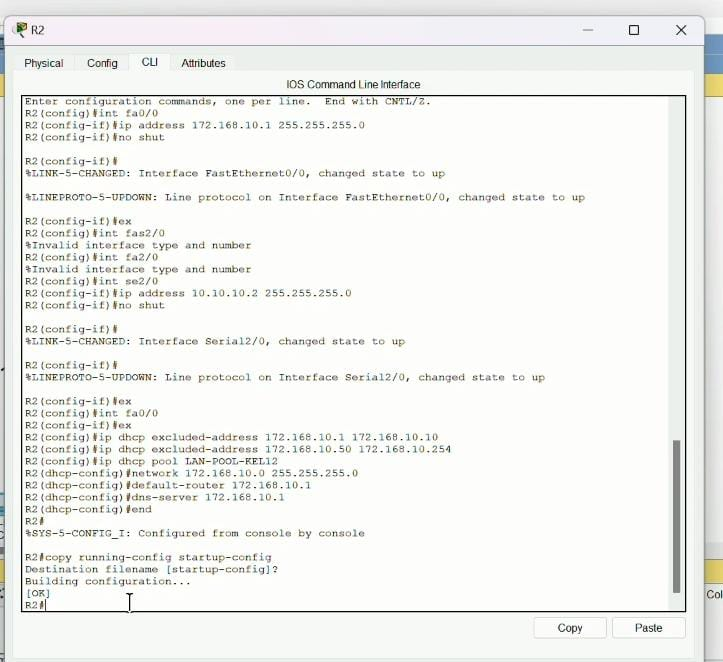 R2
Physical Config CLI Attributes
IOS Command Line Interface
Enter configuration commands, one per line.  End with CNTL/Z.
R2(config)#int fa0/0
R2(config-if)#ip address 172.168.10.1 255.255.255.0
R2(config-if)#no shut
R2(config-if)#
%LINK-5-CHANGED: Interface FastEthernet0/0, changed state to up
%LINEPROTO-5-UPDOWN: Line protocol on Interface FastEthernet0/0, changed state to up
R2(config-if)#ex
R2(config)#int fas2/0
%Invalid interface type and number
R2(config)#int fa2/0
%Invalid interface type and number
R2(config)#int se2/0
R2(config-if)#ip address 10.10.10.2 255.255.255.0
R2(config-if)#no shut
R2(config-if)#
%LINK-5-CHANGED: Interface Serial2/0, changed state to up
R2(config-if)#
%LINEPROTO-5-UPDOWN: Line protocol on Interface Serial2/0, changed state to up
R2(config-if)#ex
R2(config)#int fa0/0
R2(config-if)#ex
R2(config)#ip dhcp excluded-address 172.168.10.1 172.168.10.10
R2(config)#ip dhcp excluded-address 172.168.10.50 172.168.10.254
R2(config)#ip dhcp pool LAN-POOL-KEL12
R2(dhcp-config)#network 172.168.10.0 255.255.255.0
R2(dhcp-config)#default-router 172.168.10.1
R2(dhcp-config)#dns-server 172.168.10.1
R2(dhcp-config)#end
R2#
%SYS-5-CONFIG_I: Configured from console by console
R2#copy running-config startup-config
Destination filename [startup-config]?
Building configuration...
[OK]
R2#
Copy Paste
Col